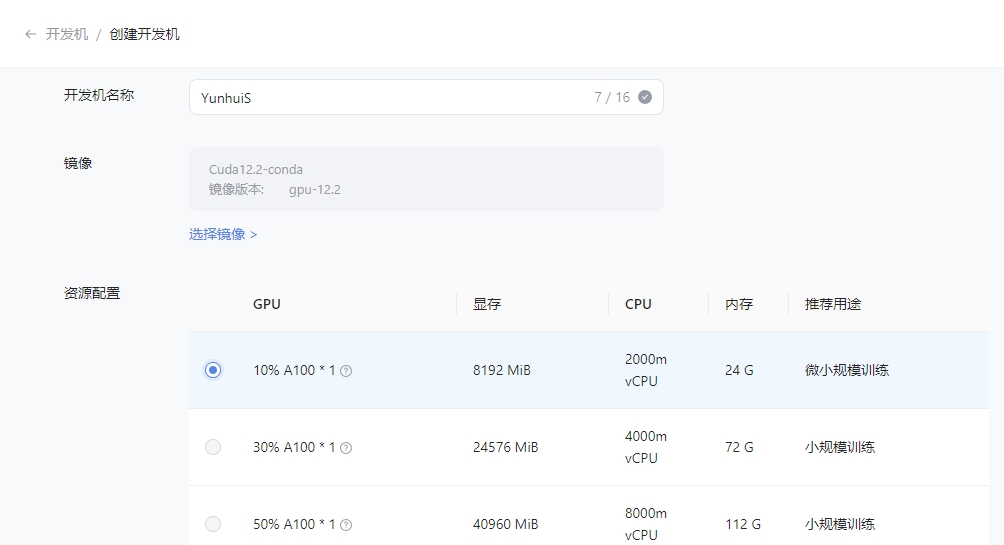 ← 开发机 / 创建开发机
开发机名称 YunhuiS 7 / 16
镜像 Cuda12.2-conda
镜像版本: gpu-12.2
选择镜像 >
资源配置 GPU 显存 CPU 内存 推荐用途
10% A100 * 1 8192 MiB 2000m vCPU 24 G 微小规模训练
30% A100 * 1 24576 MiB 4000m vCPU 72 G 小规模训练
50% A100 * 1 40960 MiB 8000m vCPU 112 G 小规模训练